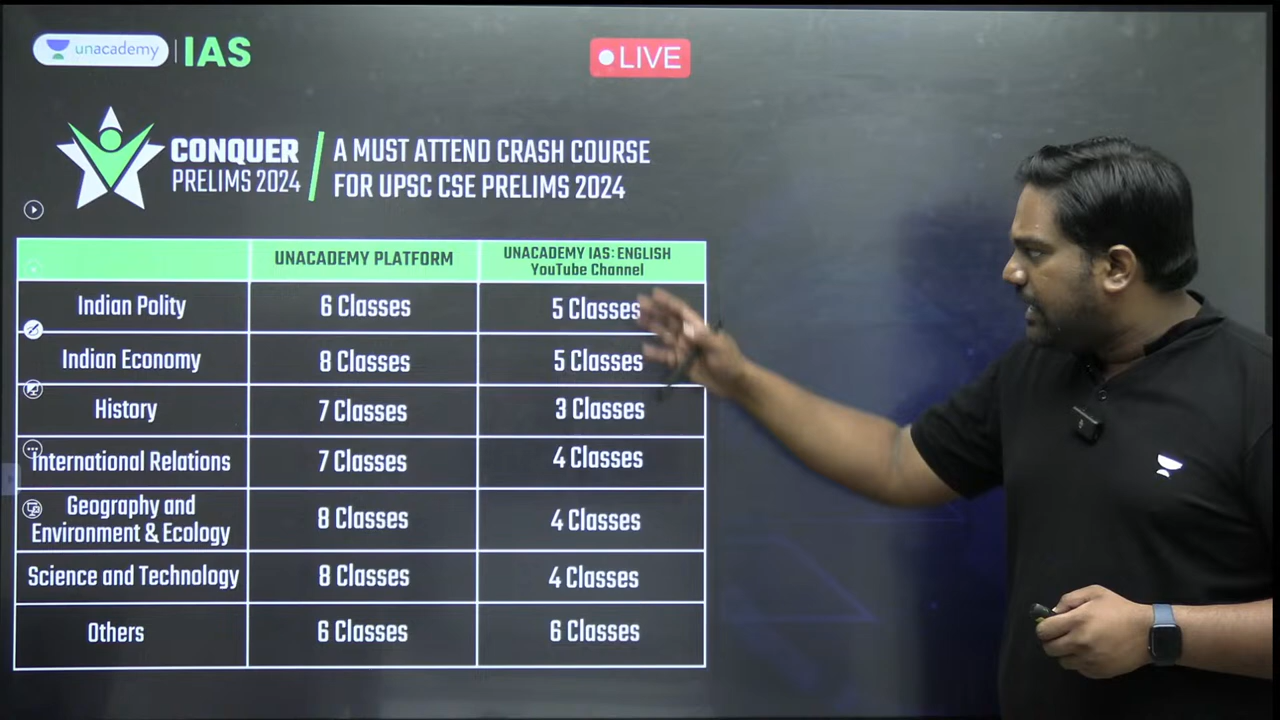 unacademy IAS
LIVE
CONQUER
PRELIMS 2024
A MUST ATTEND CRASH COURSE
FOR UPSC CSE PRELIMS 2024
UNACADEMY PLATFORM
UNACADEMY IAS: ENGLISH
YouTube Channel
Indian Polity 6 Classes 5 Classes
Indian Economy 8 Classes 5 Classes
History 7 Classes 3 Classes
International Relations 7 Classes 4 Classes
Geography and
Environment & Ecology 8 Classes 4 Classes
Science and Technology 8 Classes 4 Classes
Others 6 Classes 6 Classes